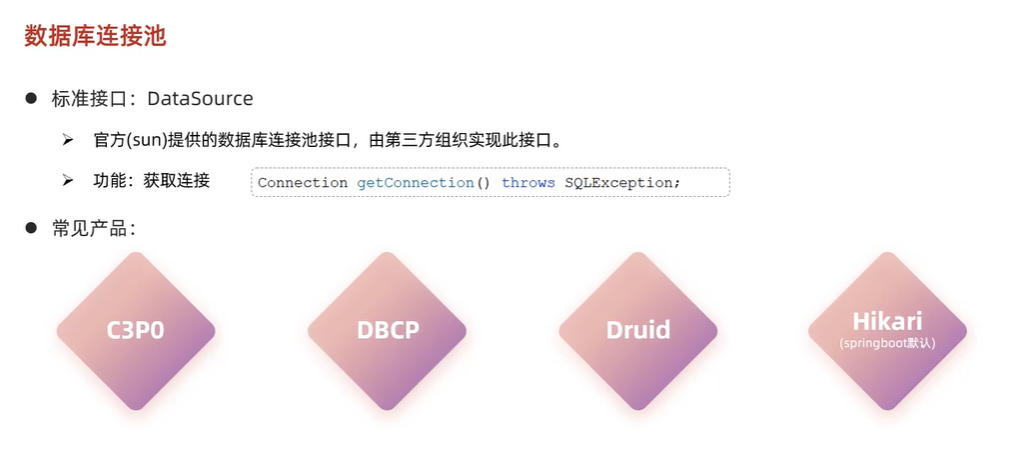 数据库连接池
标准接口：DataSource
官方(sun)提供的数据库连接池接口，由第三方组织实现此接口。
功能：获取连接 Connection getConnection() throws SQLException;
常见产品：
C3P0 DBCP Druid Hikari
(springboot默认)